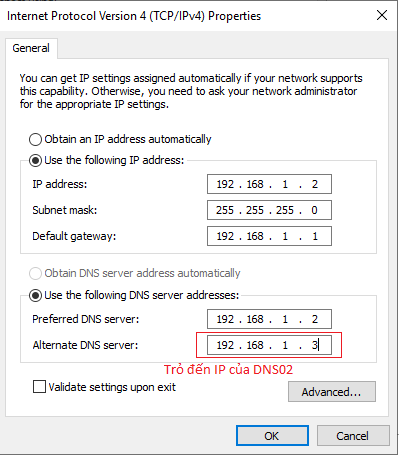 Internet Protocol Version 4 (TCP/IPv4) Properties
General
You can get IP settings assigned automatically if your network supports
this capability. Otherwise, you need to ask your network administrator
for the appropriate IP settings.
Obtain an IP address automatically
Use the following IP address:
IP address: 192 . 168 . 1 . 2
Subnet mask: 255 . 255 . 255 . 0
Default gateway: 192 . 168 . 1 . 1
Obtain DNS server address automatically
Use the following DNS server addresses:
Preferred DNS server: 192 . 168 . 1 . 2
Alternate DNS server: 192 . 168 . 1 . 3
Trỏ đến IP của DNS02
Validate settings upon exit
Advanced...
OK Cancel